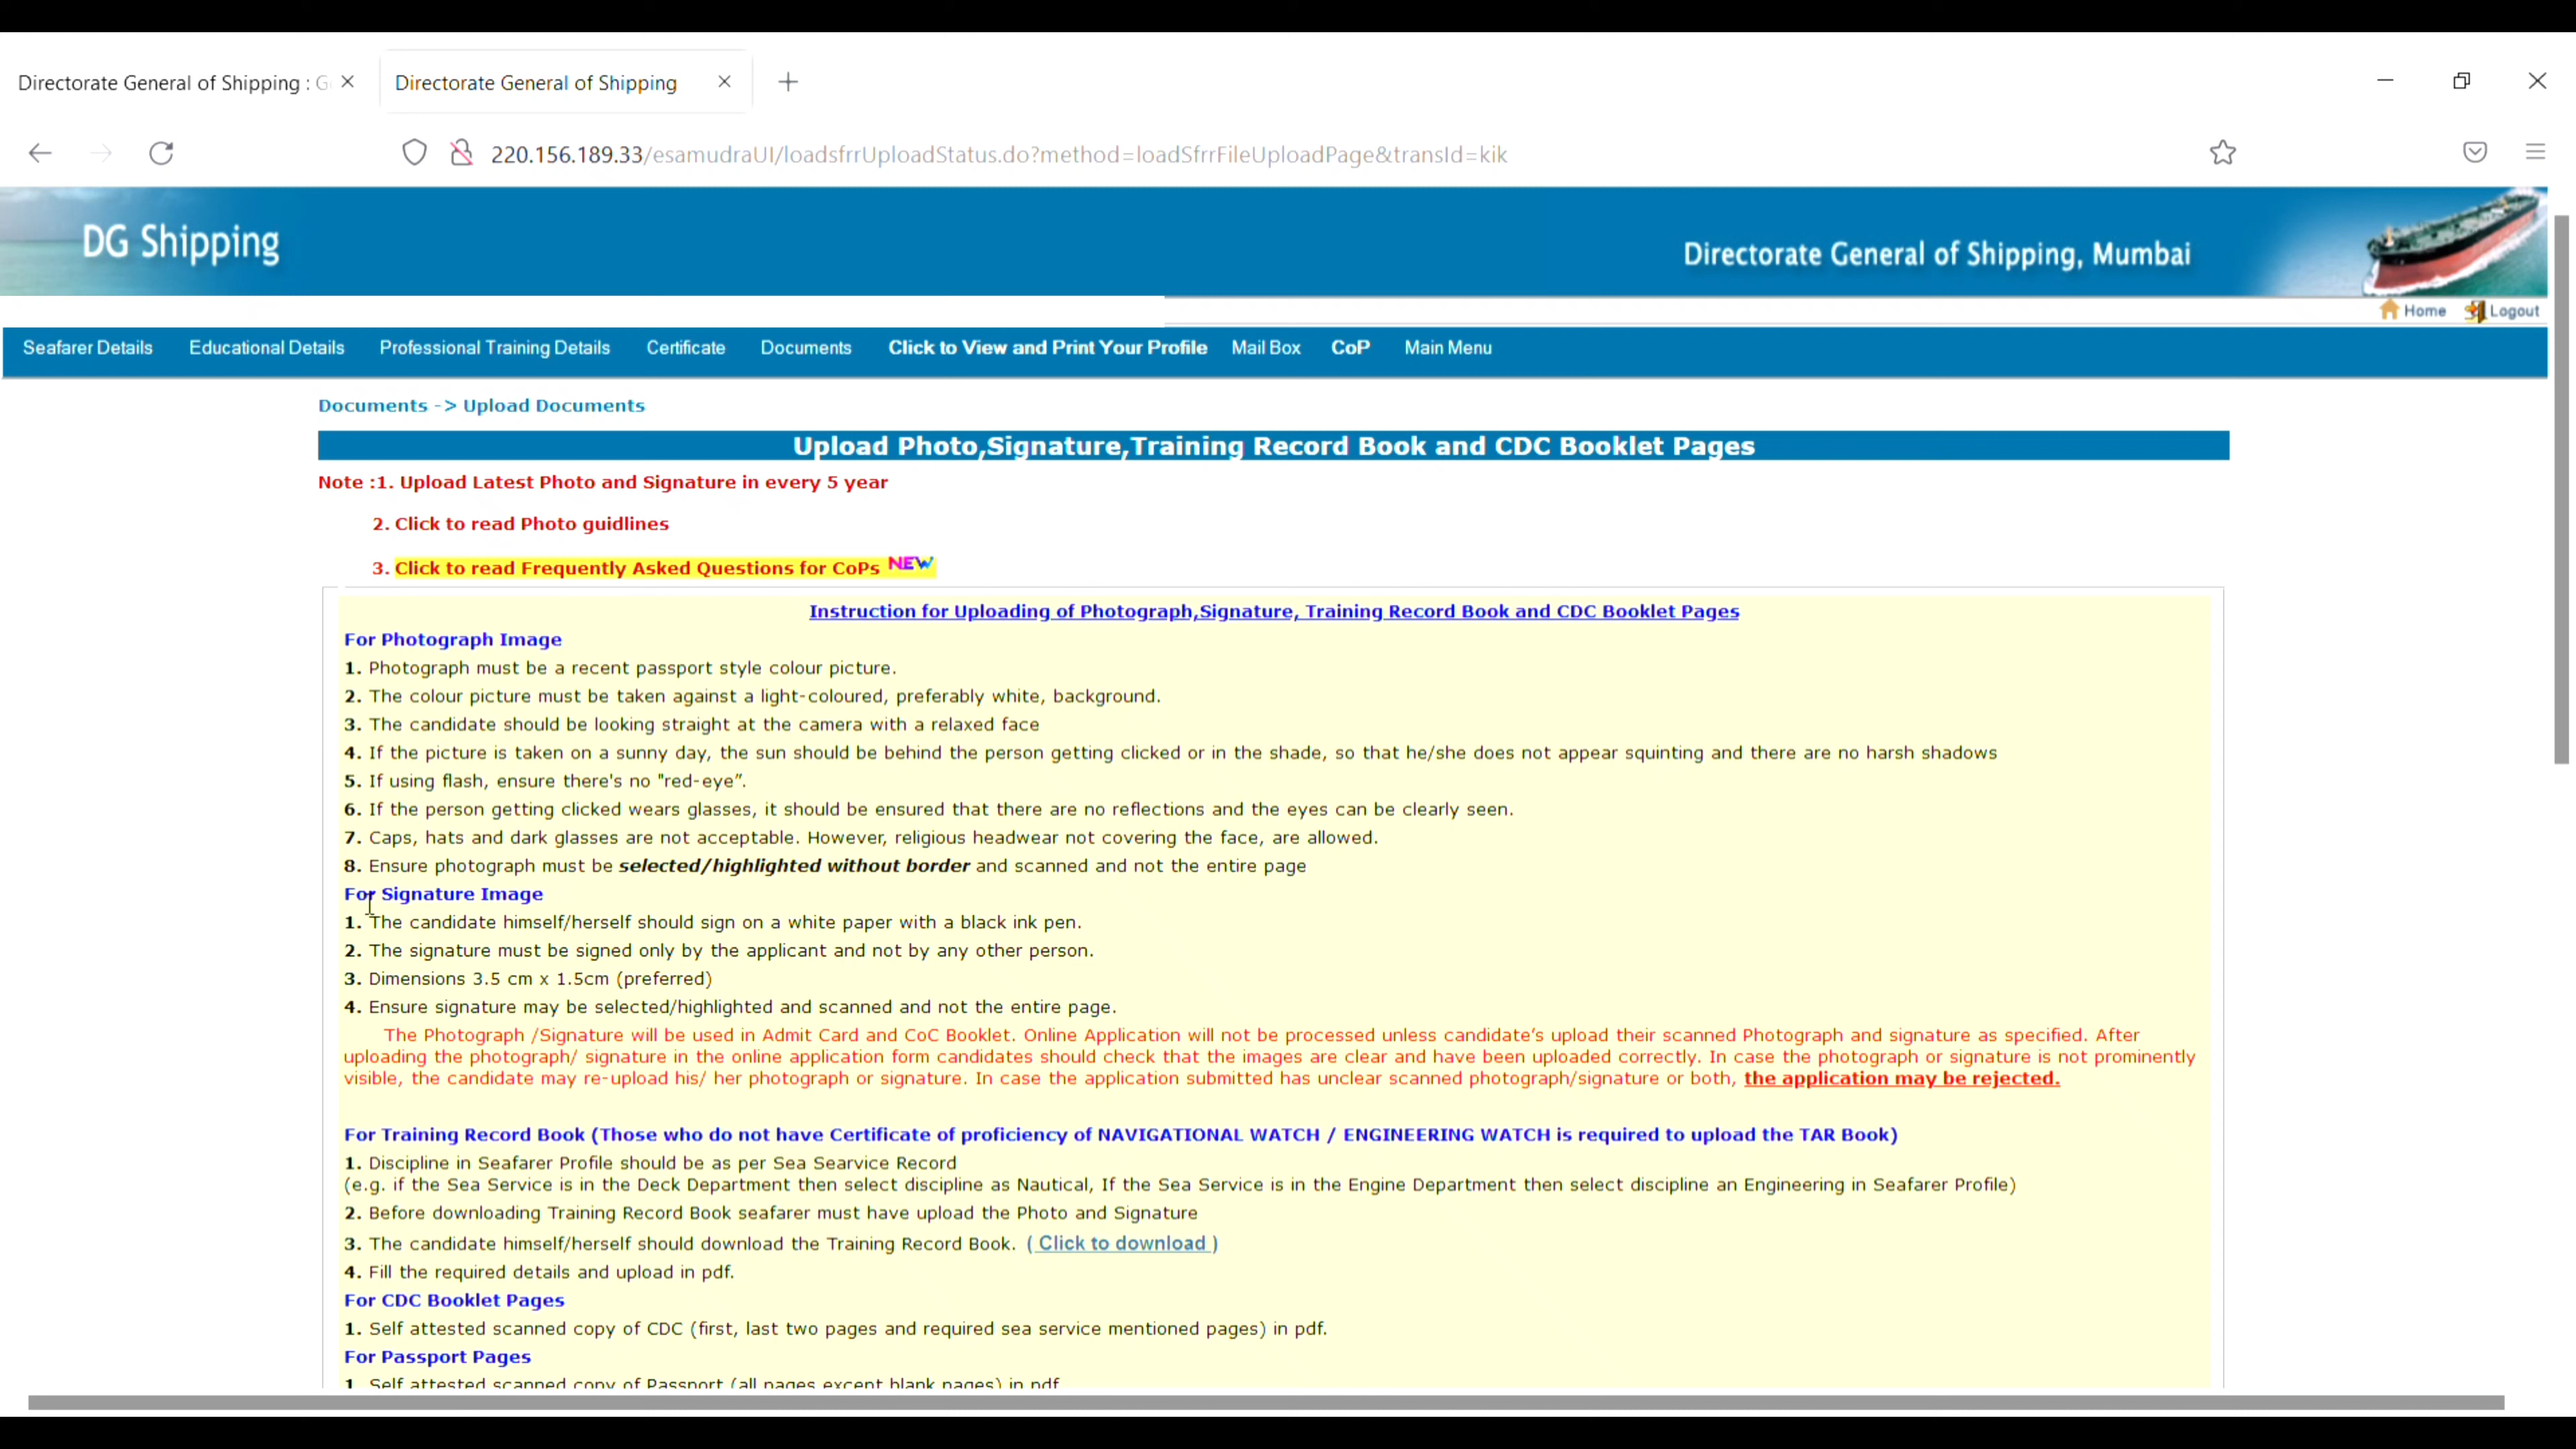 Directorate General of Shipping : G
Directorate General of Shipping
220.156.189.33/esamudraUI/loadsfrrUploadStatus.do?method=loadSfrrFileUploadPage&transId=kik
DG Shipping
Directorate General of Shipping, Mumbai
Home Logout
Seafarer Details Educational Details Professional Training Details Certificate Documents Click to View and Print Your Profile Mail Box CoP Main Menu
Documents -> Upload Documents
Upload Photo,Signature,Training Record Book and CDC Booklet Pages
Note :1. Upload Latest Photo and Signature in every 5 year
2. Click to read Photo guidlines
3. Click to read Frequently Asked Questions for CoPs NEW
Instruction for Uploading of Photograph,Signature, Training Record Book and CDC Booklet Pages
For Photograph Image
1. Photograph must be a recent passport style colour picture.
2. The colour picture must be taken against a light-coloured, preferably white, background.
3. The candidate should be looking straight at the camera with a relaxed face
4. If the picture is taken on a sunny day, the sun should be behind the person getting clicked or in the shade, so that he/she does not appear squinting and there are no harsh shadows
5. If using flash, ensure there's no "red-eye”.
6. If the person getting clicked wears glasses, it should be ensured that there are no reflections and the eyes can be clearly seen.
7. Caps, hats and dark glasses are not acceptable. However, religious headwear not covering the face, are allowed.
8. Ensure photograph must be selected/highlighted without border and scanned and not the entire page
For Signature Image
1. The candidate himself/herself should sign on a white paper with a black ink pen.
2. The signature must be signed only by the applicant and not by any other person.
3. Dimensions 3.5 cm x 1.5cm (preferred)
4. Ensure signature may be selected/highlighted and scanned and not the entire page.
The Photograph /Signature will be used in Admit Card and CoC Booklet. Online Application will not be processed unless candidate’s upload their scanned Photograph and signature as specified. After
uploading the photograph/ signature in the online application form candidates should check that the images are clear and have been uploaded correctly. In case the photograph or signature is not prominently
visible, the candidate may re-upload his/ her photograph or signature. In case the application submitted has unclear scanned photograph/signature or both, the application may be rejected.
For Training Record Book (Those who do not have Certificate of proficiency of NAVIGATIONAL WATCH / ENGINEERING WATCH is required to upload the TAR Book)
1. Discipline in Seafarer Profile should be as per Sea Searvice Record
(e.g. if the Sea Service is in the Deck Department then select discipline as Nautical, If the Sea Service is in the Engine Department then select discipline an Engineering in Seafarer Profile)
2. Before downloading Training Record Book seafarer must have upload the Photo and Signature
3. The candidate himself/herself should download the Training Record Book. ( Click to download )
4. Fill the required details and upload in pdf.
For CDC Booklet Pages
1. Self attested scanned copy of CDC (first, last two pages and required sea service mentioned pages) in pdf.
For Passport Pages
1. Self attested scanned copy of Passport (all pages except blank pages) in pdf